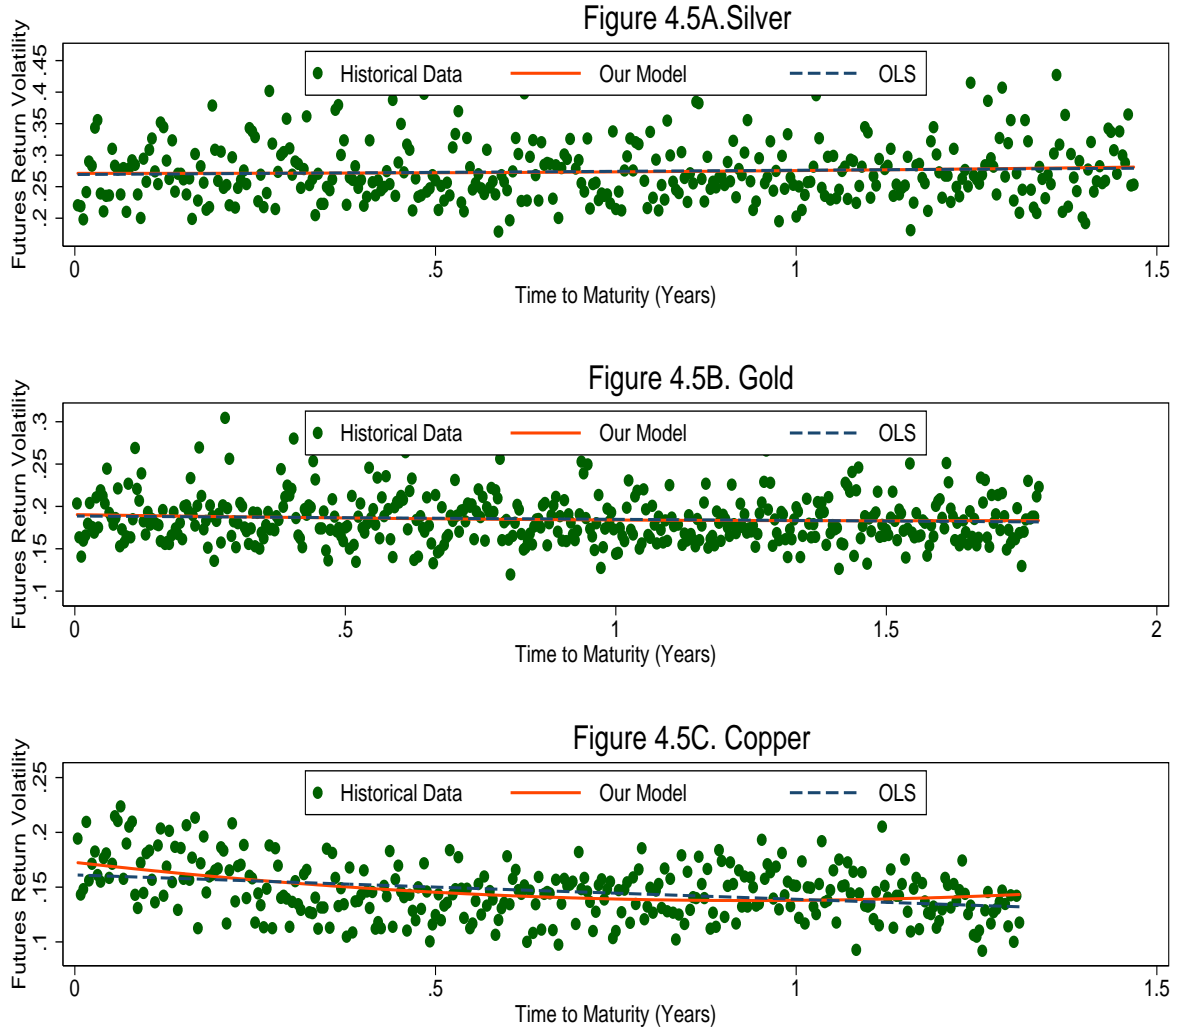 Figure 4.5A.Silver
Futures Return Volatility
.2 .25 .3 .35 .4 .45
Historical Data Our Model OLS
0 .5 1 1.5
Time to Maturity (Years)
Figure 4.5B. Gold
Futures Return Volatility
.1 .15 .2 .25 .3
Historical Data Our Model OLS
0 .5 1 1.5 2
Time to Maturity (Years)
Figure 4.5C. Copper
Futures Return Volatility
.1 .15 .2 .25
Historical Data Our Model OLS
0 .5 1 1.5
Time to Maturity (Years)